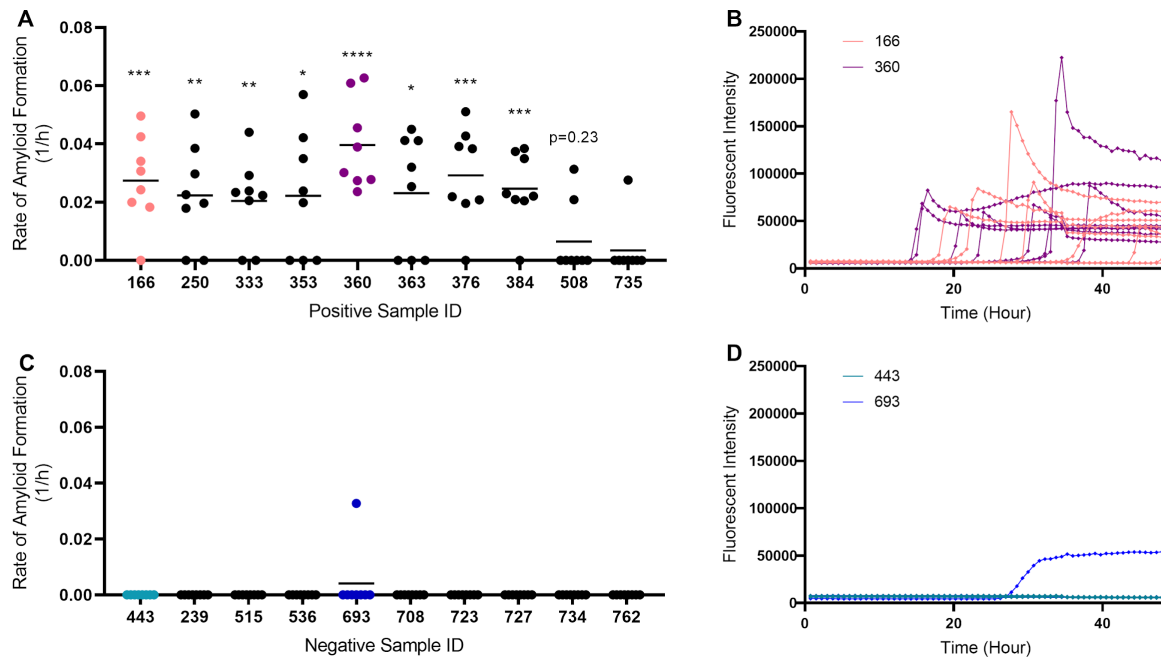 A
Rate of Amyloid Formation
(1/h)
0.08
0.06
0.04
0.02
0.00
***
**
**
*
****
*
***
***
p=0.23
166 250 333 353 360 363 376 384 508 735
Positive Sample ID
B
Fluorescent Intensity
250000
200000
150000
100000
50000
0
166
360
0 20 40
Time (Hour)
C
Rate of Amyloid Formation
(1/h)
0.08
0.06
0.04
0.02
0.00
443 239 515 536 693 708 723 727 734 762
Negative Sample ID
D
Fluorescent Intensity
250000
200000
150000
100000
50000
0
443
693
0 20 40
Time (Hour)